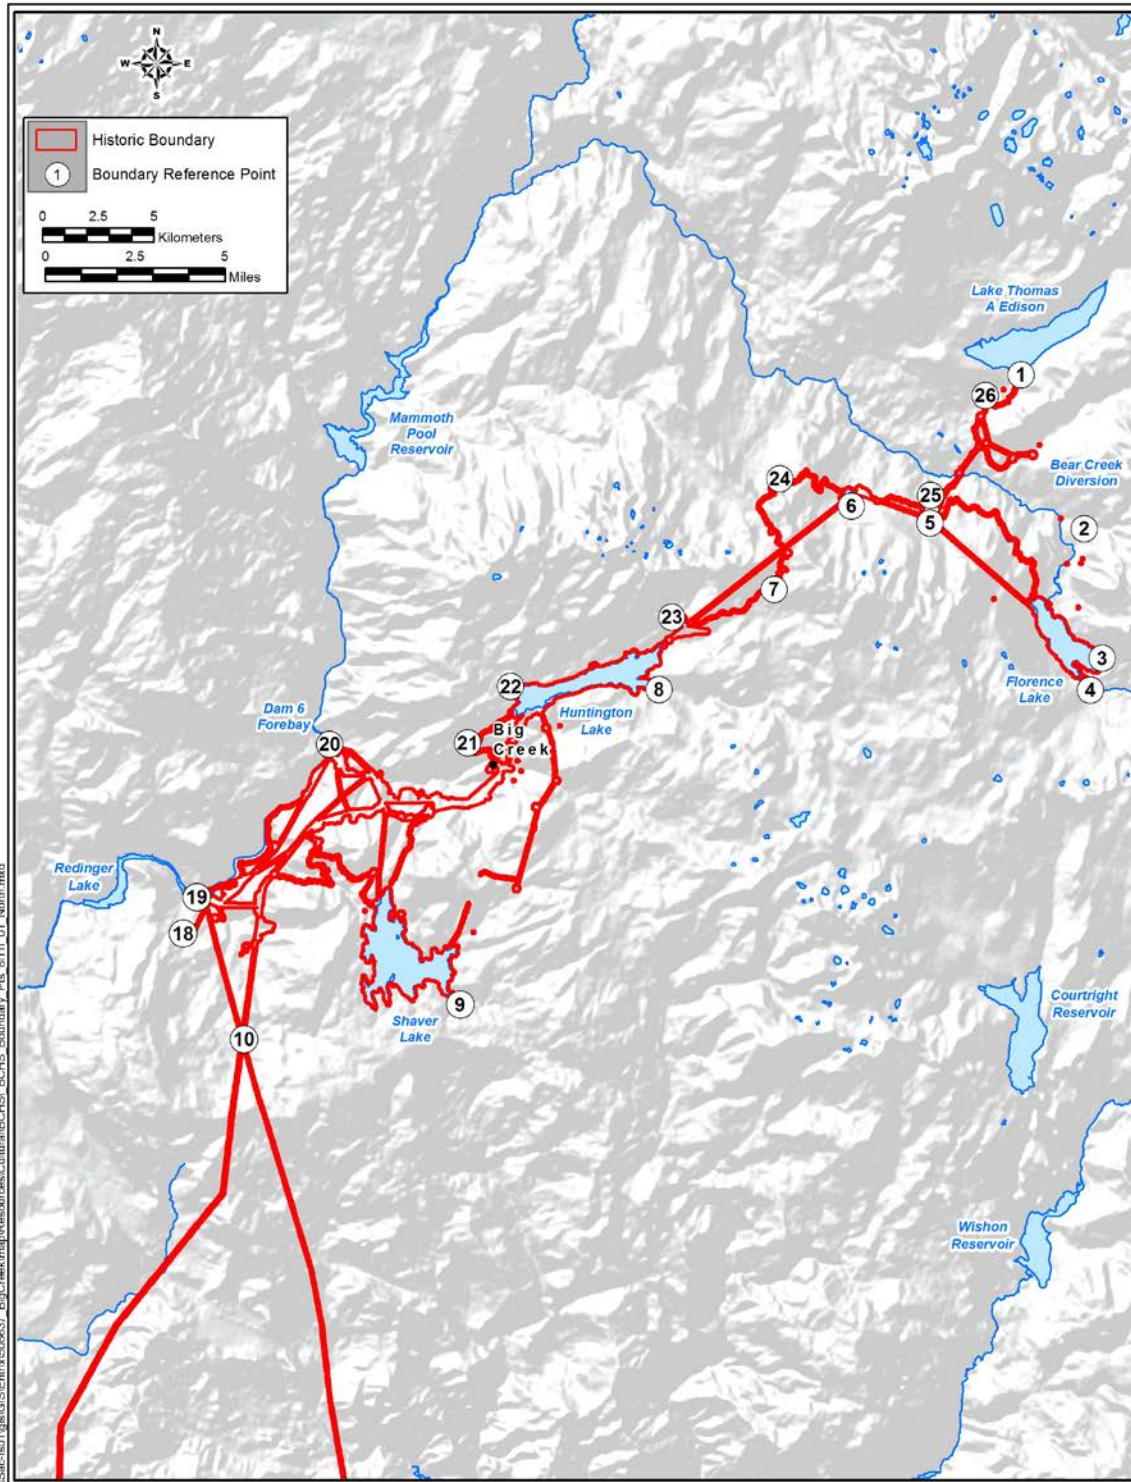 N
W E
S
Historic Boundary
1 Boundary Reference Point
0 2.5 5
Kilometers
0 2.5 5
Miles
Lake Thomas
A Edison
1
26
Mammoth
Pool
Reservoir
Bear Creek
Diversion
24
25
6
5
2
7
23
3
22
8
4
Florence
Lake
Dam 6
Forebay
Huntington
Lake
21
Big
Creek
20
Redinger
Lake
19
18
9
Courtright
Reservoir
Shaver
Lake
10
Wishon
Reservoir